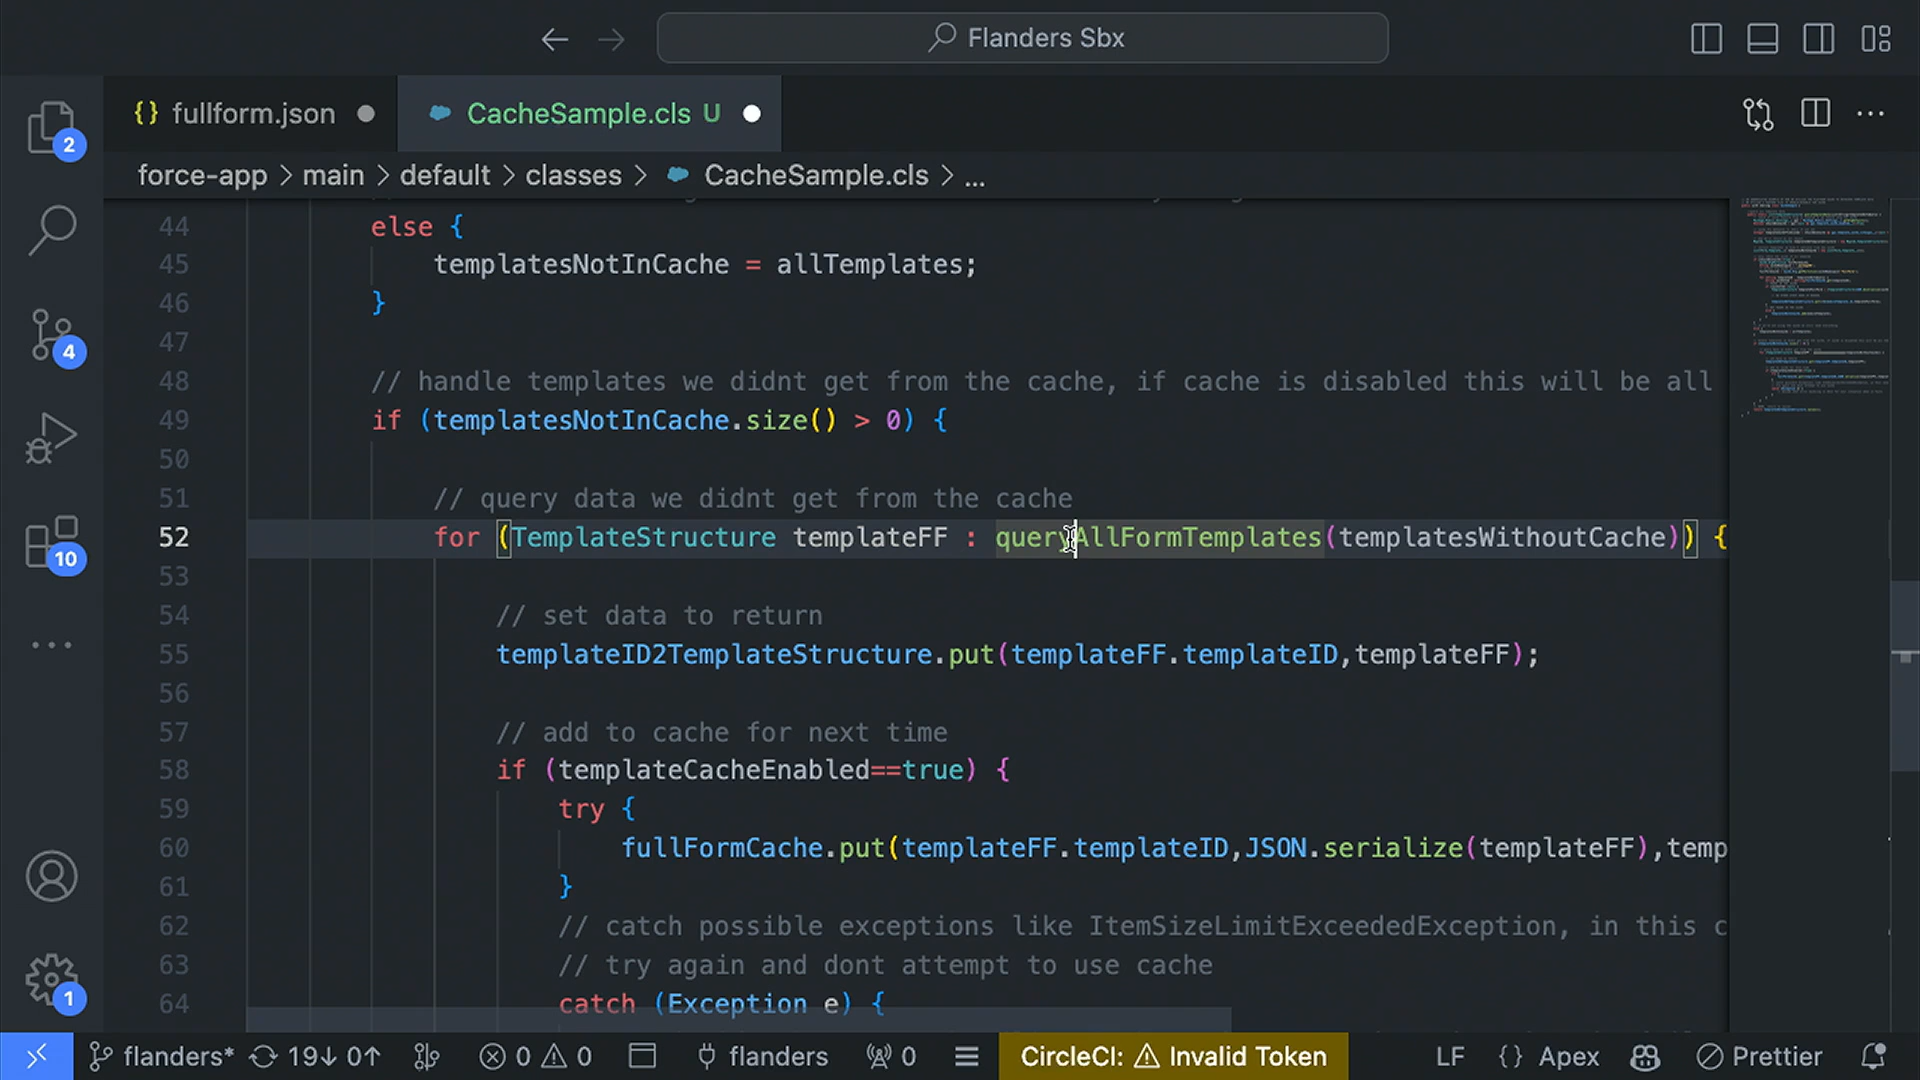 Flanders Sbx
{} fullform.json
CacheSample.cls U
2
force-app > main > default > classes > CacheSample.cls > ...
44 else {
45 templatesNotInCache = allTemplates;
46 }
47
48 // handle templates we didnt get from the cache, if cache is disabled this will be all
49 if (templatesNotInCache.size() > 0) {
50
51 // query data we didnt get from the cache
52 for (TemplateStructure templateFF : queryAllFormTemplates(templatesWithoutCache)) {
53
54 // set data to return
55 templateID2TemplateStructure.put(templateFF.templateID,templateFF);
56
57 // add to cache for next time
58 if (templateCacheEnabled==true) {
59 try {
60 fullFormCache.put(templateFF.templateID,JSON.serialize(templateFF),temp
61 }
62 // catch possible exceptions like ItemSizeLimitExceededException, in this c
63 // try again and dont attempt to use cache
64 catch (Exception e) {
4
10
1
flanders* 19↓ 0↑ 0 0 flanders 0 CircleCI: Invalid Token LF {} Apex Prettier